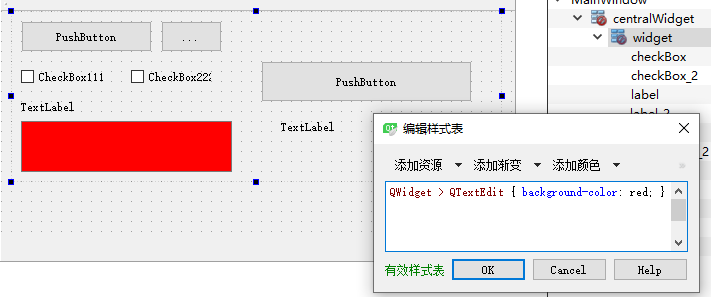 MainWindow
centralWidget
widget
checkBox
checkBox_2
label
label_2
_2
PushButton
...
CheckBox111
CheckBox222
TextLabel
PushButton
TextLabel
编辑样式表
添加资源
添加渐变
添加颜色
QWidget > QTextEdit { background-color: red; }
有效样式表
OK
Cancel
Help